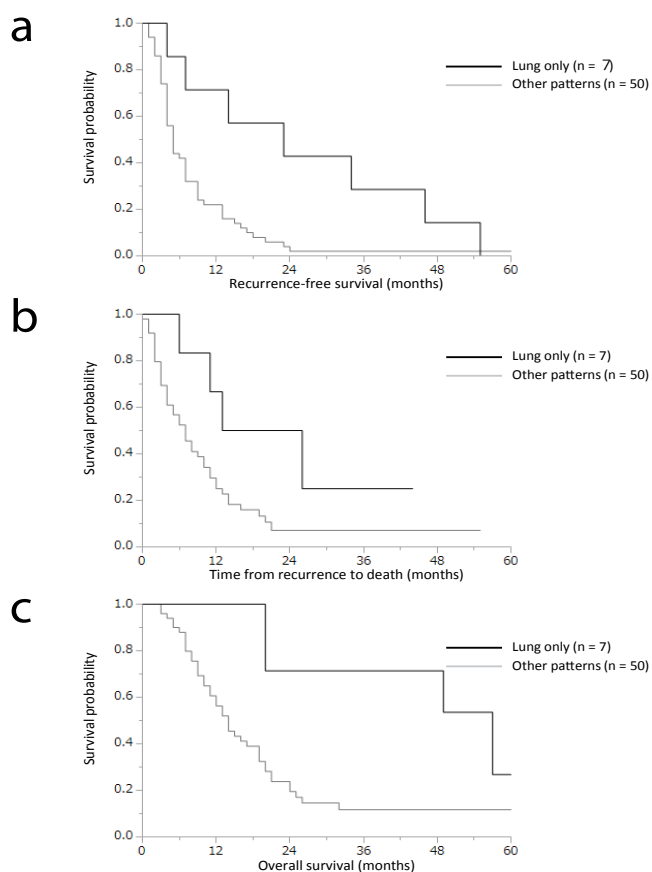 a
Survival probability
1.0
0.8
0.6
0.4
0.2
0.0
0 12 24 36 48 60
Recurrence-free survival (months)
Lung only (n = 7)
Other patterns (n = 50)
b
Survival probability
1.0
0.8
0.6
0.4
0.2
0.0
0 12 24 36 48 60
Time from recurrence to death (months)
Lung only (n = 7)
Other patterns (n = 50)
c
Survival probability
1.0
0.8
0.6
0.4
0.2
0.0
0 12 24 36 48 60
Overall survival (months)
Lung only (n = 7)
Other patterns (n = 50)